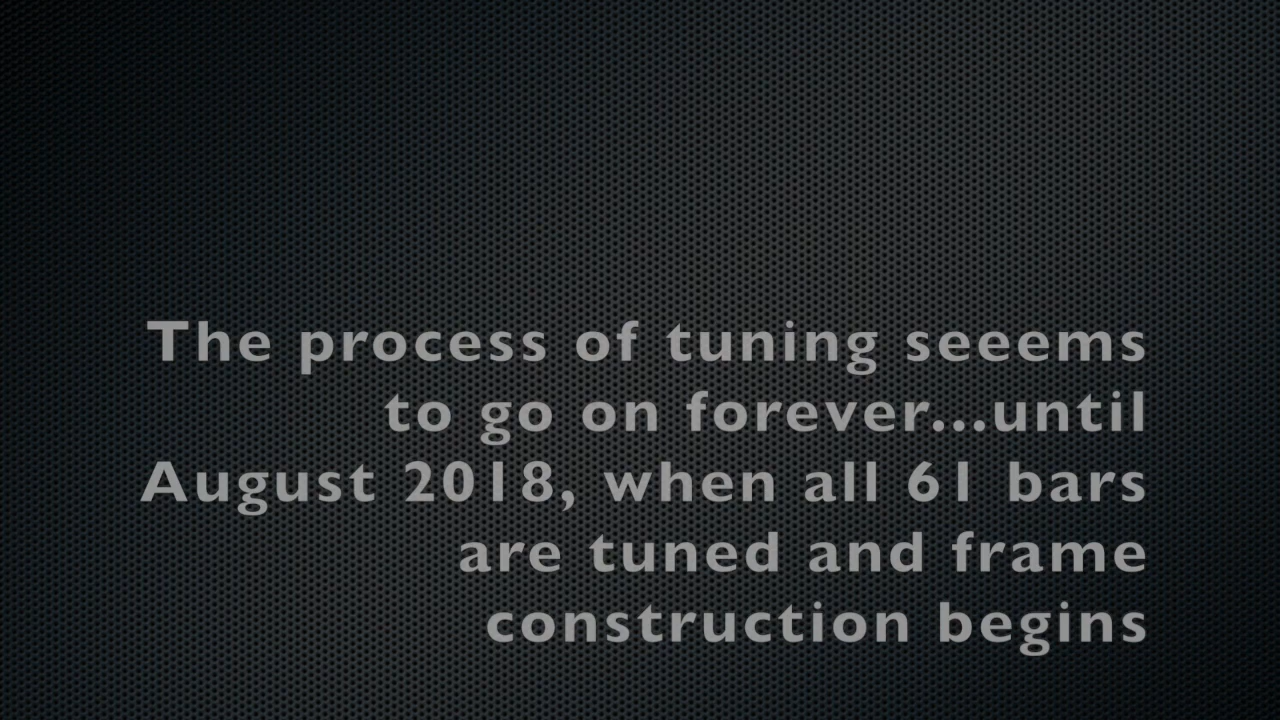 The process of tuning seeems
to go on forever...until
August 2018, when all 61 bars
are tuned and frame
construction begins